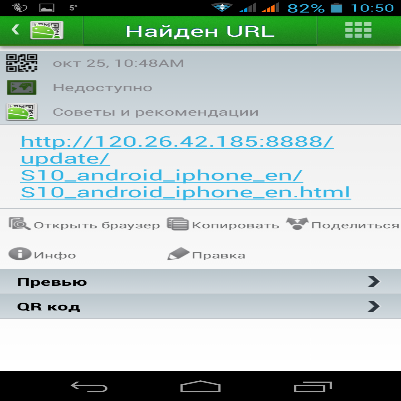 5°
82%
10:50
Найден URL
окт 25, 10:48AM
Недоступно
Советы и рекомендации
http://120.26.42.185:8888/
update/
S10_android_iphone_en/
S10_android_iphone_en.html
Открыть браузер
Копировать
Поделиться
Инфо
Правка
Превью
QR код